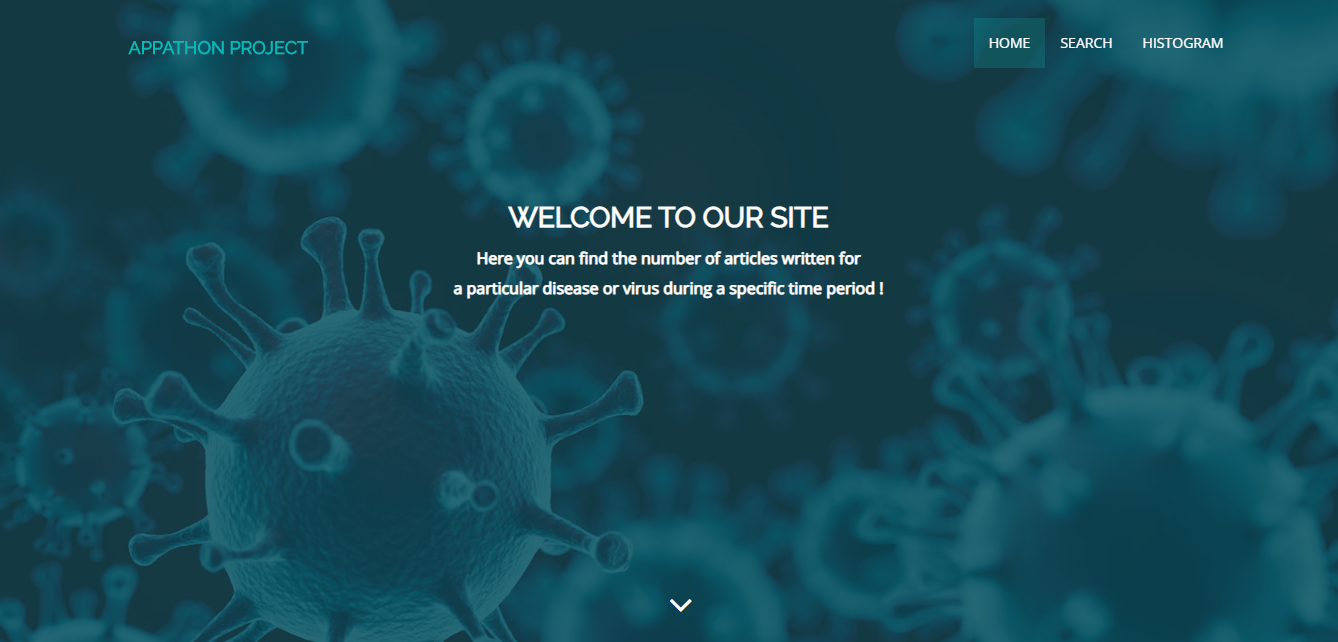 APPATHON PROJECT
HOME SEARCH HISTOGRAM
WELCOME TO OUR SITE
Here you can find the number of articles written for
a particular disease or virus during a specific time period !